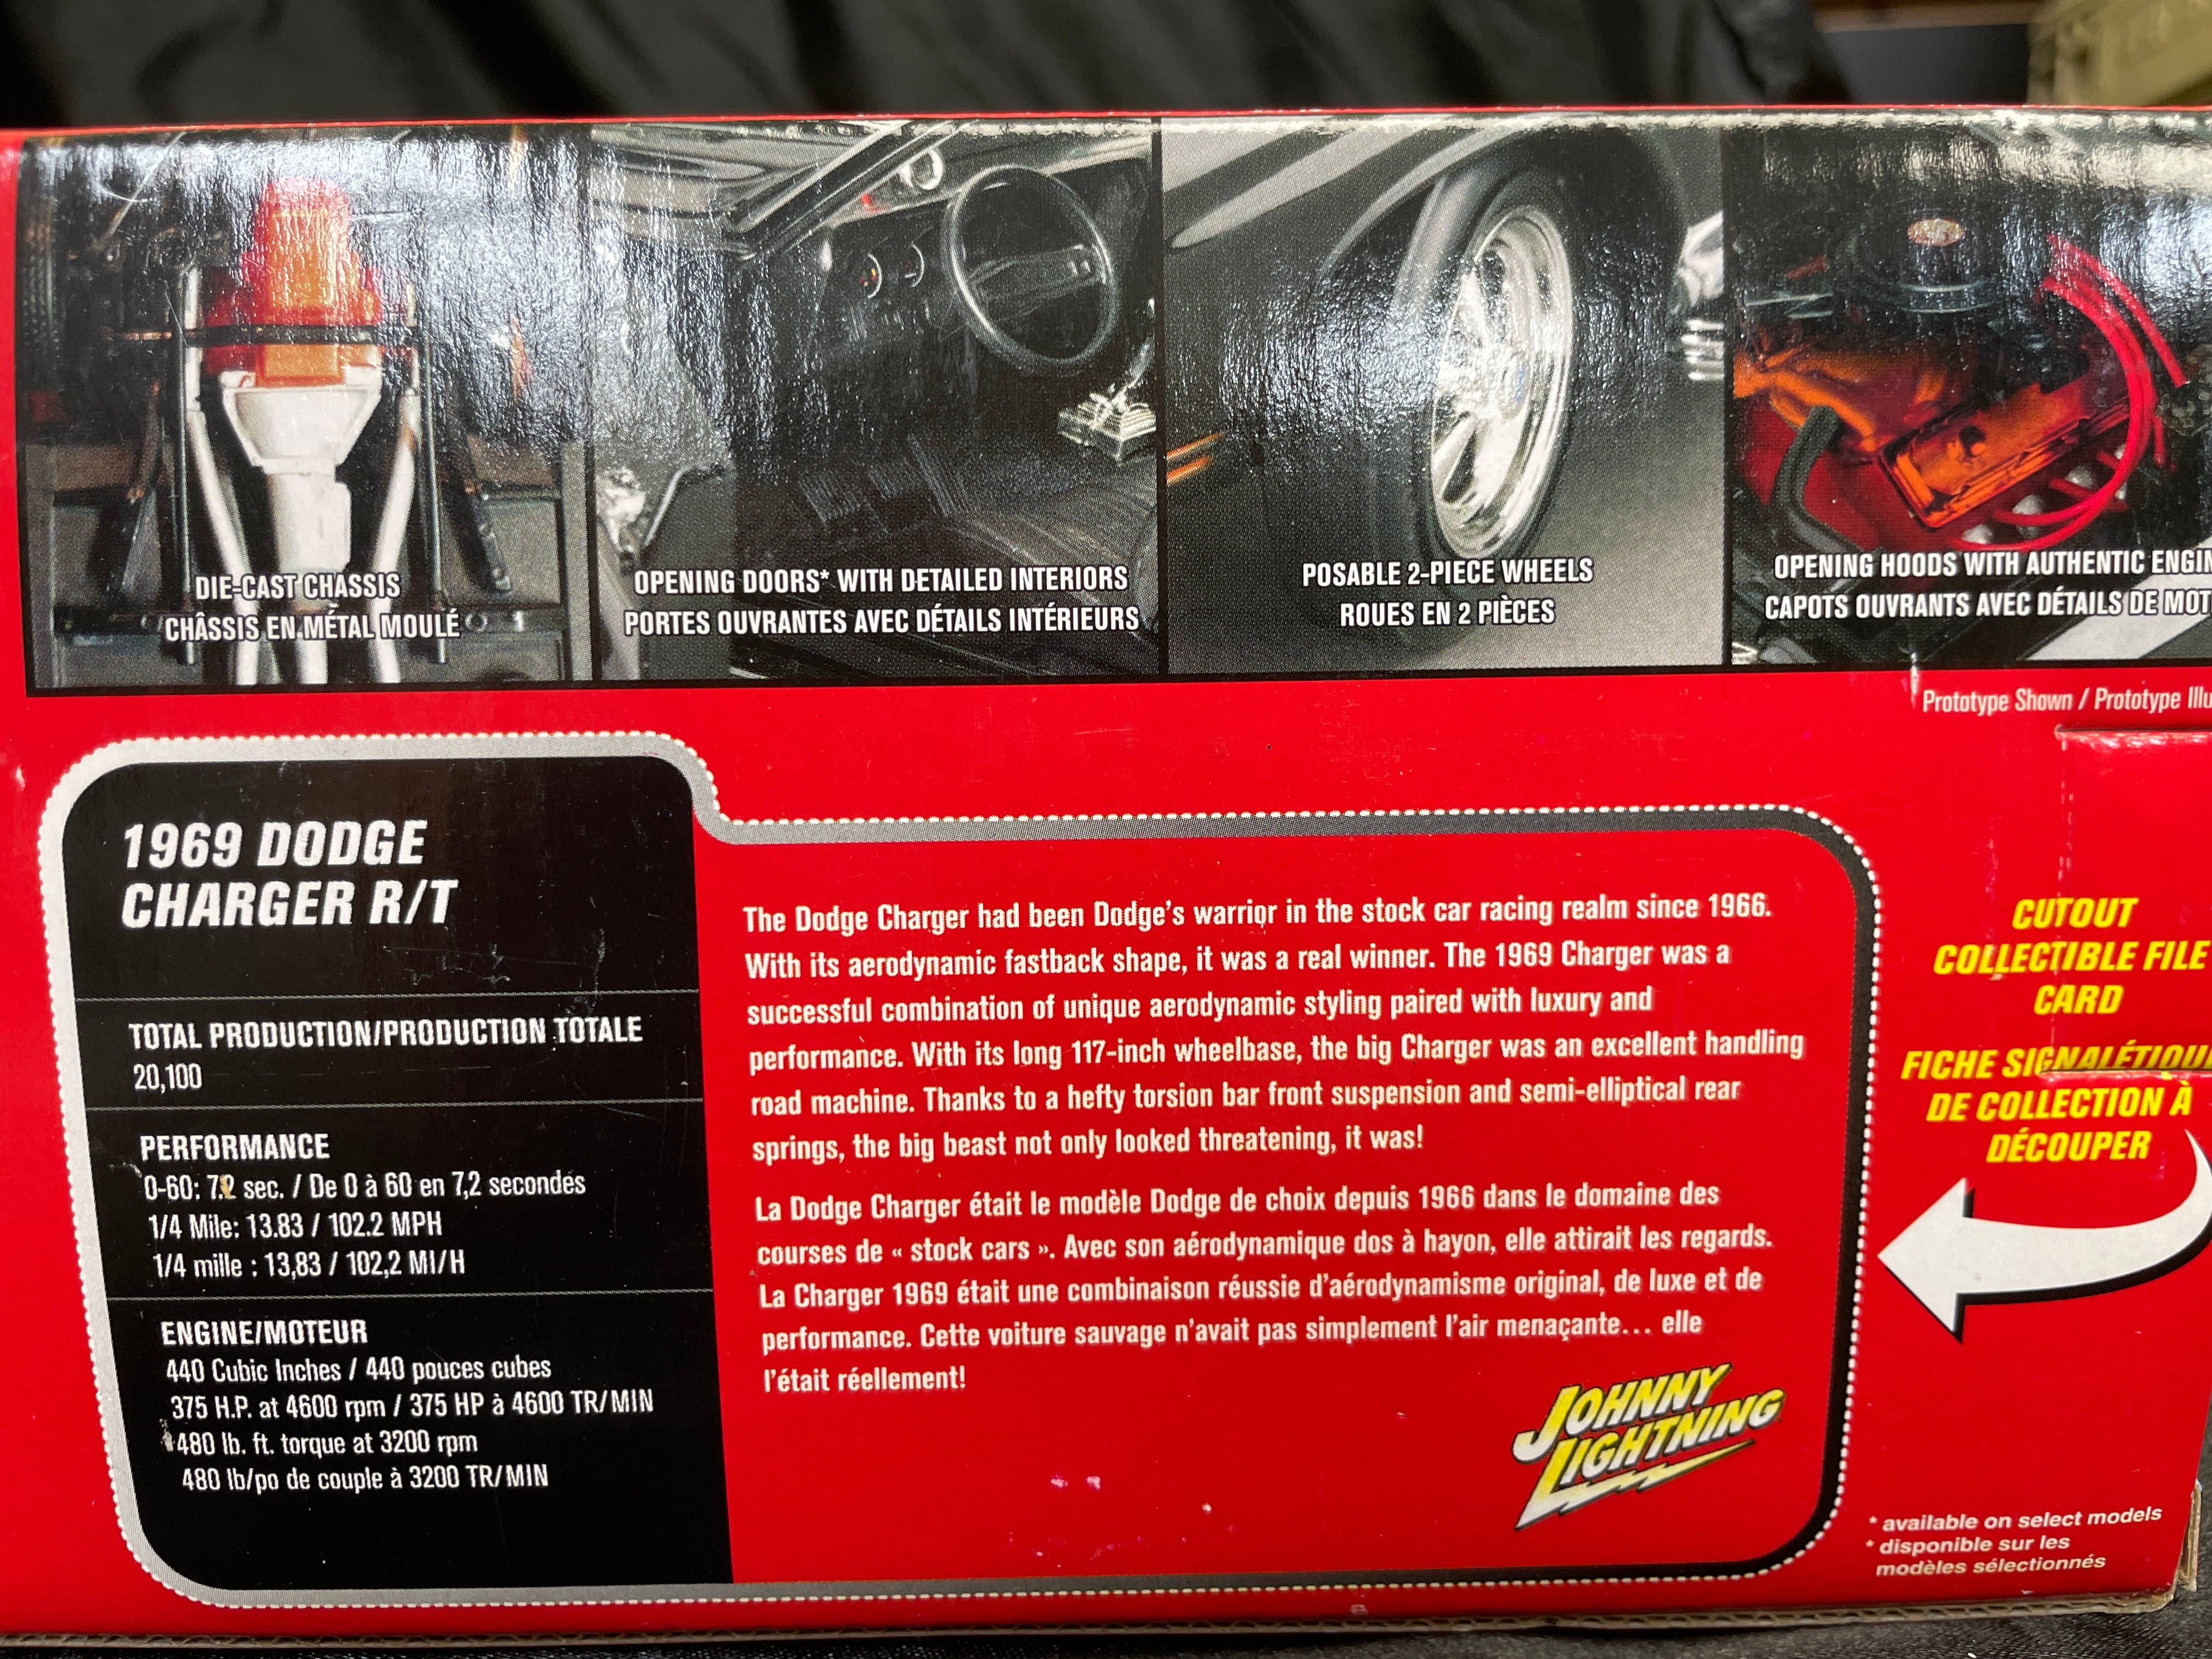 DIE-CAST CHASSIS
CHÂSSIS EN MÉTAL MOULÉ
OPENING DOORS* WITH DETAILED INTERIORS
PORTES OUVRANTES AVEC DÉTAILS INTÉRIEURS
POSABLE 2-PIECE WHEELS
ROUES EN 2 PIÈCES
OPENING HOODS WITH AUTHENTIC ENGIN
CAPOTS OUVRANTS AVEC DÉTAILS DE MOT
Prototype Shown / Prototype Illu
1969 DODGE
CHARGER R/T
TOTAL PRODUCTION/PRODUCTION TOTALE
20,100
PERFORMANCE
0-60: 7.2 sec. / De 0 à 60 en 7,2 secondes
1/4 Mile: 13.83 / 102.2 MPH
1/4 mille : 13,83 / 102,2 MI/H
ENGINE/MOTEUR
440 Cubic Inches / 440 pouces cubes
375 H.P. at 4600 rpm / 375 HP à 4600 TR/MIN
480 lb. ft. torque at 3200 rpm
480 lb/po de couple à 3200 TR/MIN
The Dodge Charger had been Dodge's warrior in the stock car racing realm since 1966.
With its aerodynamic fastback shape, it was a real winner. The 1969 Charger was a
successful combination of unique aerodynamic styling paired with luxury and
performance. With its long 117-inch wheelbase, the big Charger was an excellent handling
road machine. Thanks to a hefty torsion bar front suspension and semi-elliptical rear
springs, the big beast not only looked threatening, it was!
La Dodge Charger était le modèle Dodge de choix depuis 1966 dans le domaine des
courses de « stock cars ». Avec son aérodynamique dos à hayon, elle attirait les regards.
La Charger 1969 était une combinaison réussie d'aérodynamisme original, de luxe et de
performance. Cette voiture sauvage n'avait pas simplement l'air menaçante... elle
l'était réellement!
JOHNNY
LIGHTNING
CUTOUT
COLLECTIBLE FILE
CARD
FICHE SIGNALÉTIQU
DE COLLECTION À
DÉCOUPER
* available on select models
* disponible sur les
modèles sélectionnés